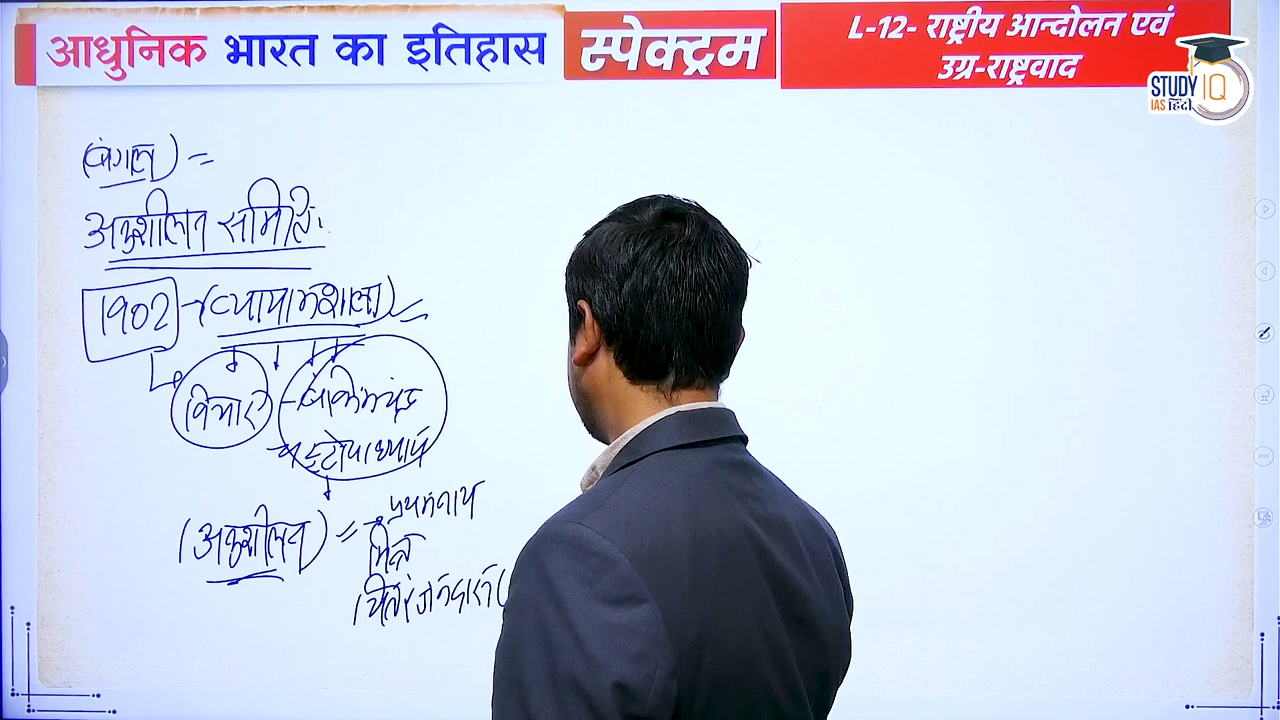 आधुनिक भारत का इतिहास
स्पेक्ट्रम
L-12- राष्ट्रीय आन्दोलन एवं
उग्र-राष्ट्रवाद
STUDY IQ
IAS हिंदी
(बंगाल) =
अनुशीलन समिति:
1902 → (व्यायामशाला)
विचार
बंकिमचंद्र
चट्टोपाध्याय
(अनुशीलन) =
प्रथमनाथ
मित्र
चितरंजनदास (